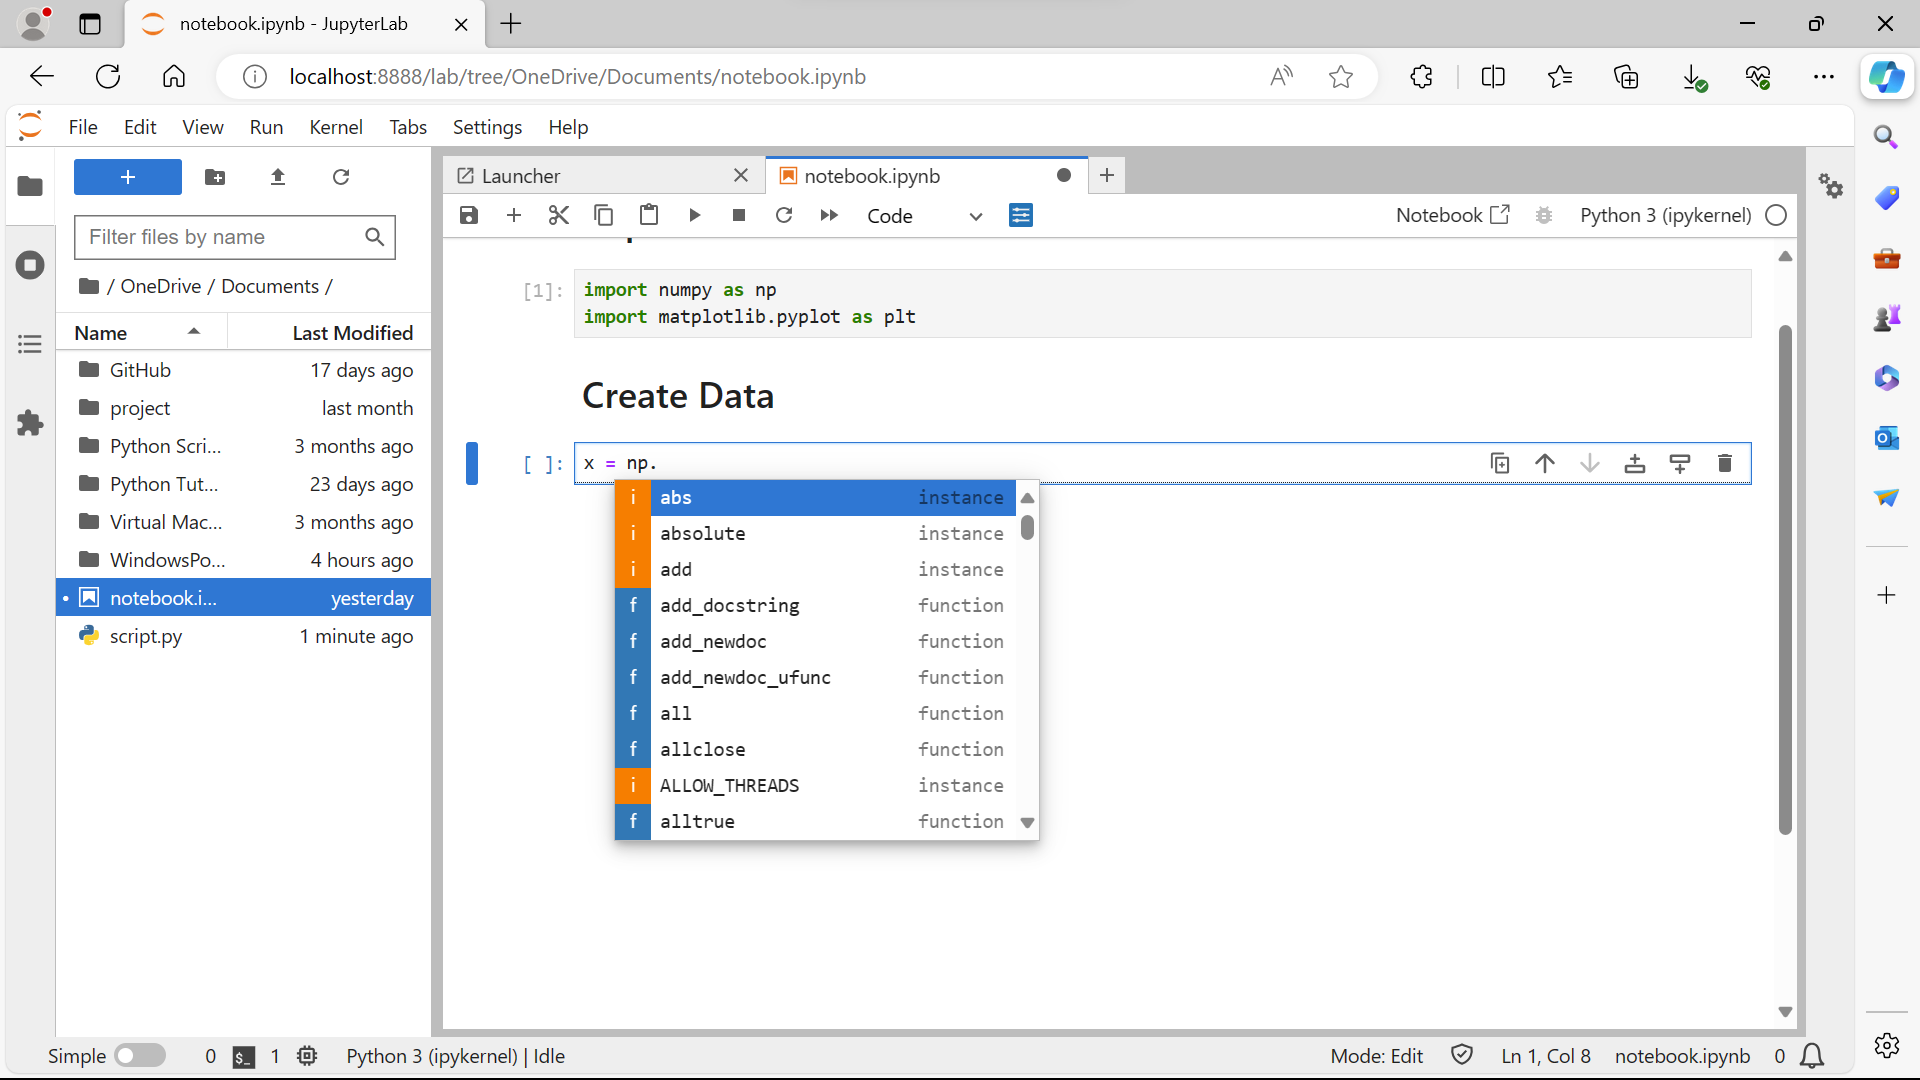 notebook.ipynb - JupyterLab
localhost:8888/lab/tree/OneDrive/Documents/notebook.ipynb
File Edit View Run Kernel Tabs Settings Help
Filter files by name
/ OneDrive / Documents /
Name Last Modified
GitHub 17 days ago
project last month
Python Scri... 3 months ago
Python Tut... 23 days ago
Virtual Mac... 3 months ago
WindowsPo... 4 hours ago
notebook.i... yesterday
script.py 1 minute ago
Launcher notebook.ipynb
Code Notebook Python 3 (ipykernel)
[1]: import numpy as np
import matplotlib.pyplot as plt
Create Data
[ ]: x = np.
i abs instance
i absolute instance
i add instance
f add_docstring function
f add_newdoc function
f add_newdoc_ufunc function
f all function
f allclose function
i ALLOW_THREADS instance
f alltrue function
Simple 0 $_ 1 Python 3 (ipykernel) | Idle Mode: Edit Ln 1, Col 8 notebook.ipynb 0